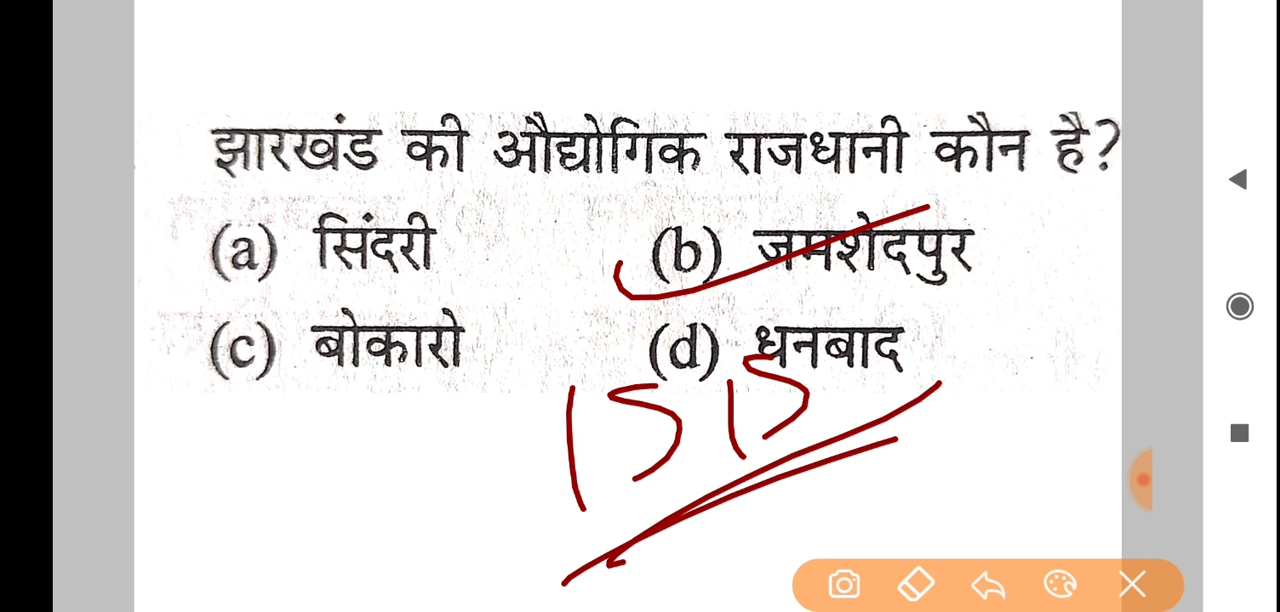 झारखंड की औद्योगिक राजधानी कौन है?
(a) सिंदरी (b) जमशेदपुर
(c) बोकारो (d) धनबाद
1515